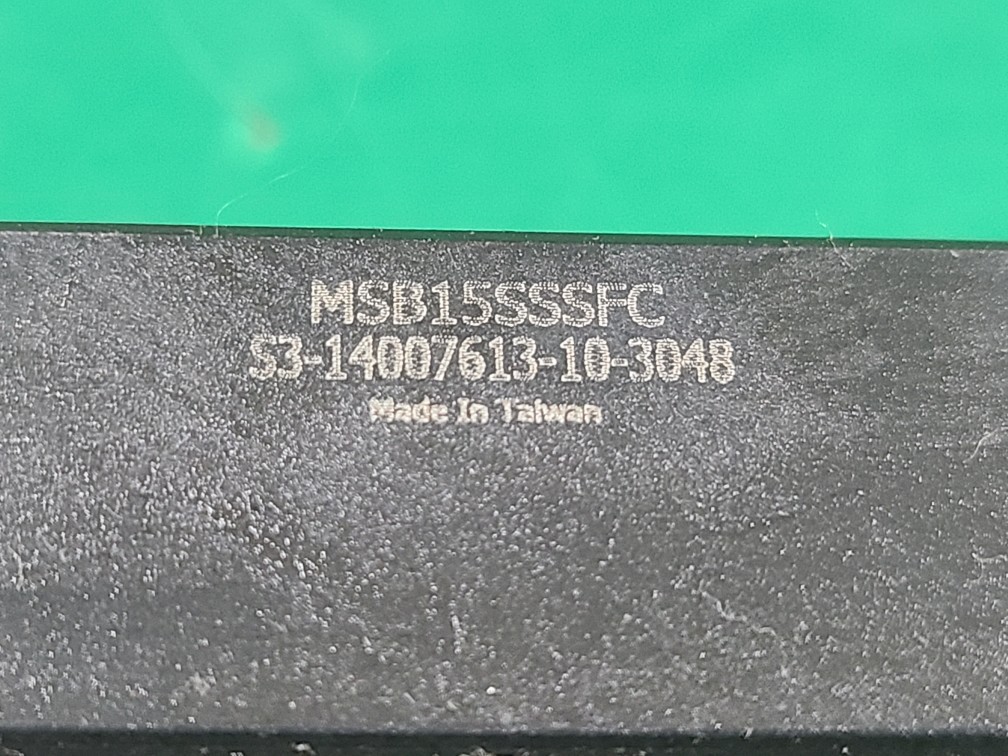 MSB15SSSFC
S3-14007613-10-3048
Made In Taiwan